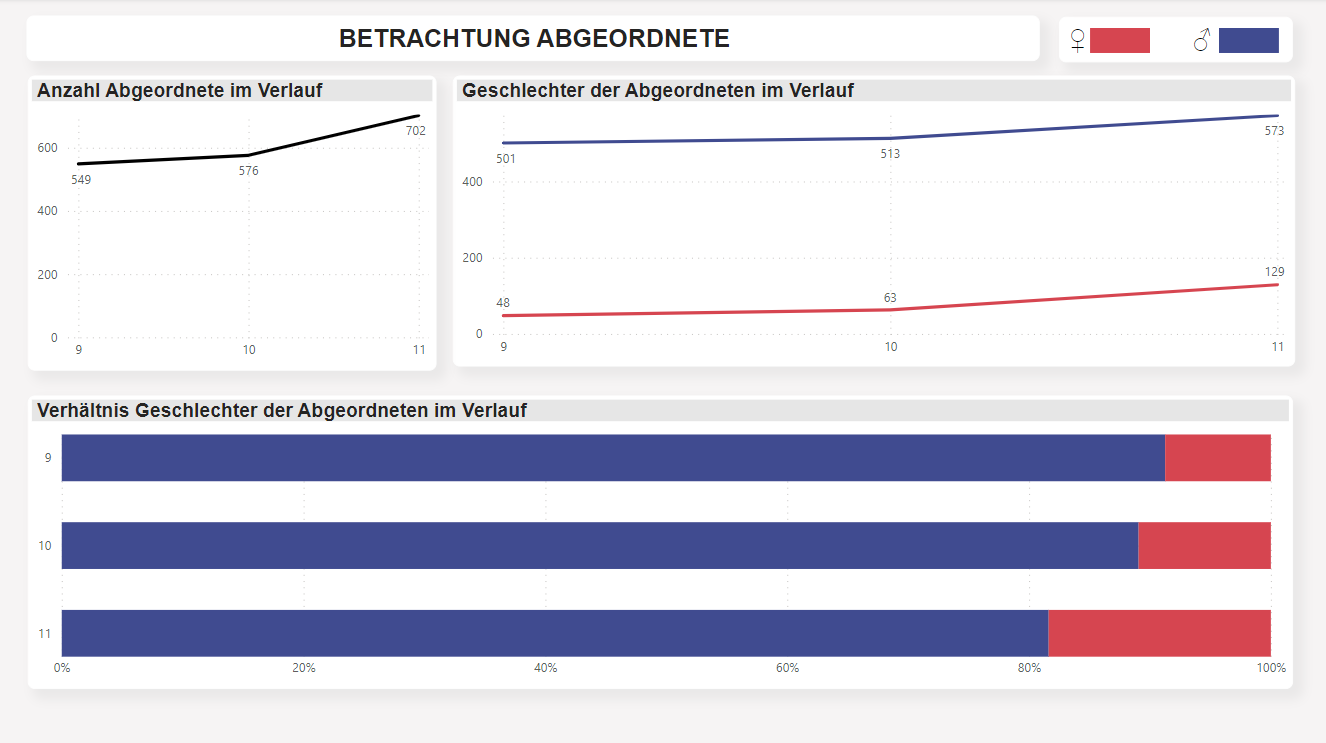 BETRACHTUNG ABGEORDNETE
♀ ♂
Anzahl Abgeordnete im Verlauf
702
600
549
576
400
200
0
9 10 11
Geschlechter der Abgeordneten im Verlauf
573
501
513
400
200
129
48
63
0
9 10 11
Verhältnis Geschlechter der Abgeordneten im Verlauf
9
10
11
0% 20% 40% 60% 80% 100%